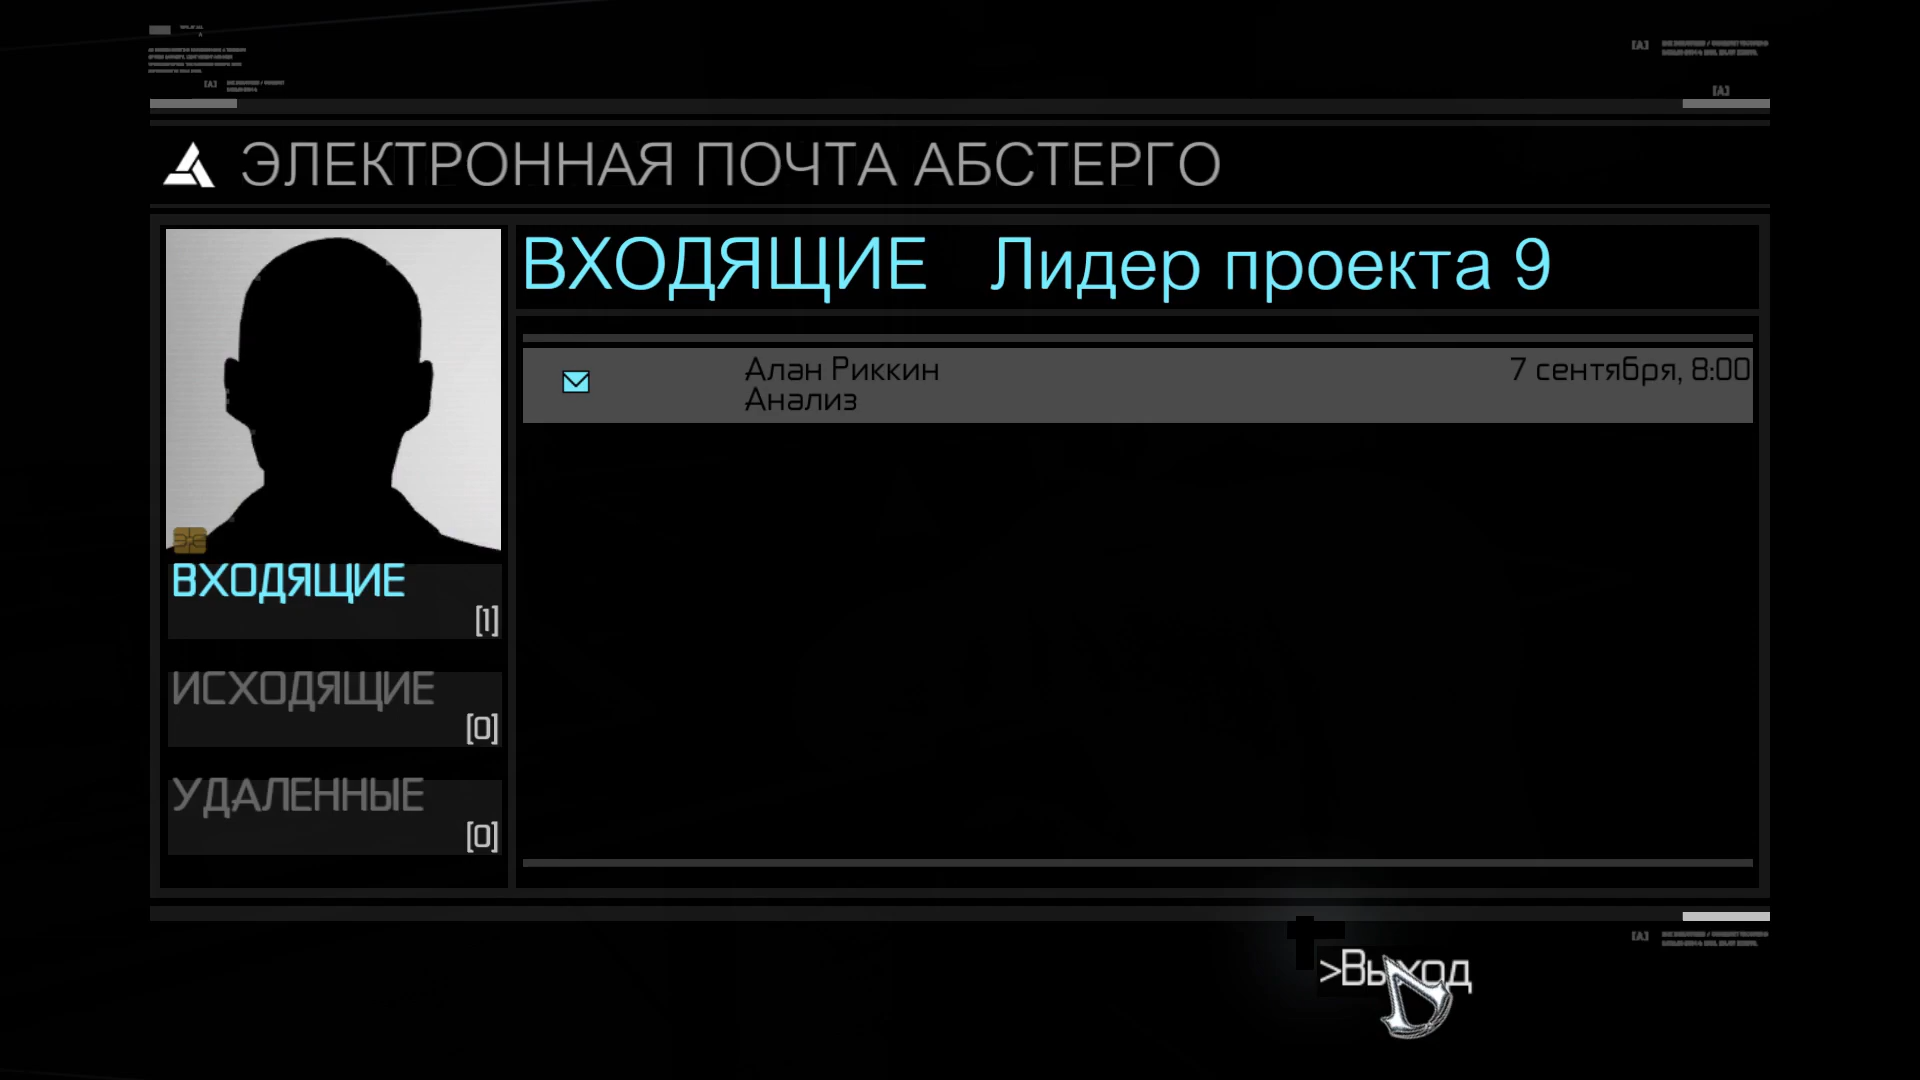 [A]
[A]
[A]
ЭЛЕКТРОННАЯ ПОЧТА АБСТЕРГО
ВХОДЯЩИЕ Лидер проекта 9
Алан Риккин 7 сентября, 8:00
Анализ
ВХОДЯЩИЕ
[1]
ИСХОДЯЩИЕ
[0]
УДАЛЕННЫЕ
[0]
[A]
>Выход